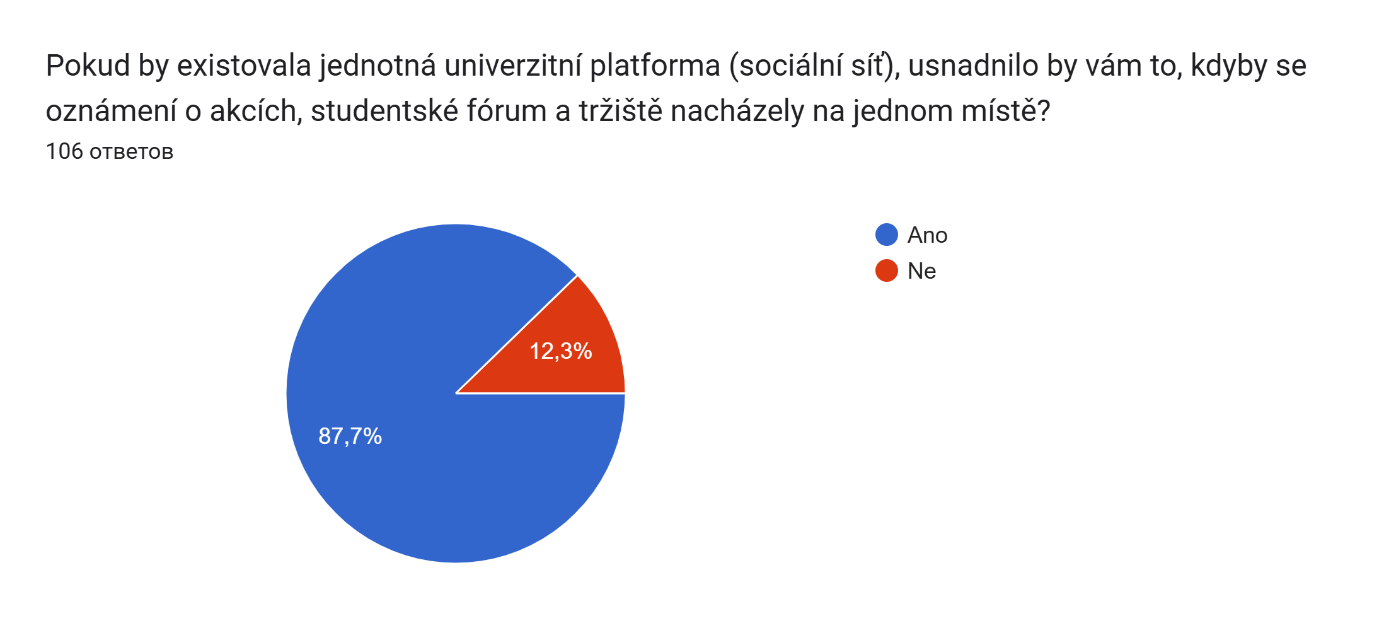 Pokud by existovala jednotná univerzitní platforma (sociální síť), usnadnilo by vám to, kdyby se
oznámení o akcích, studentské fórum a tržiště nacházely na jednom místě?
106 ответов
Ano
Ne
12,3%
87,7%